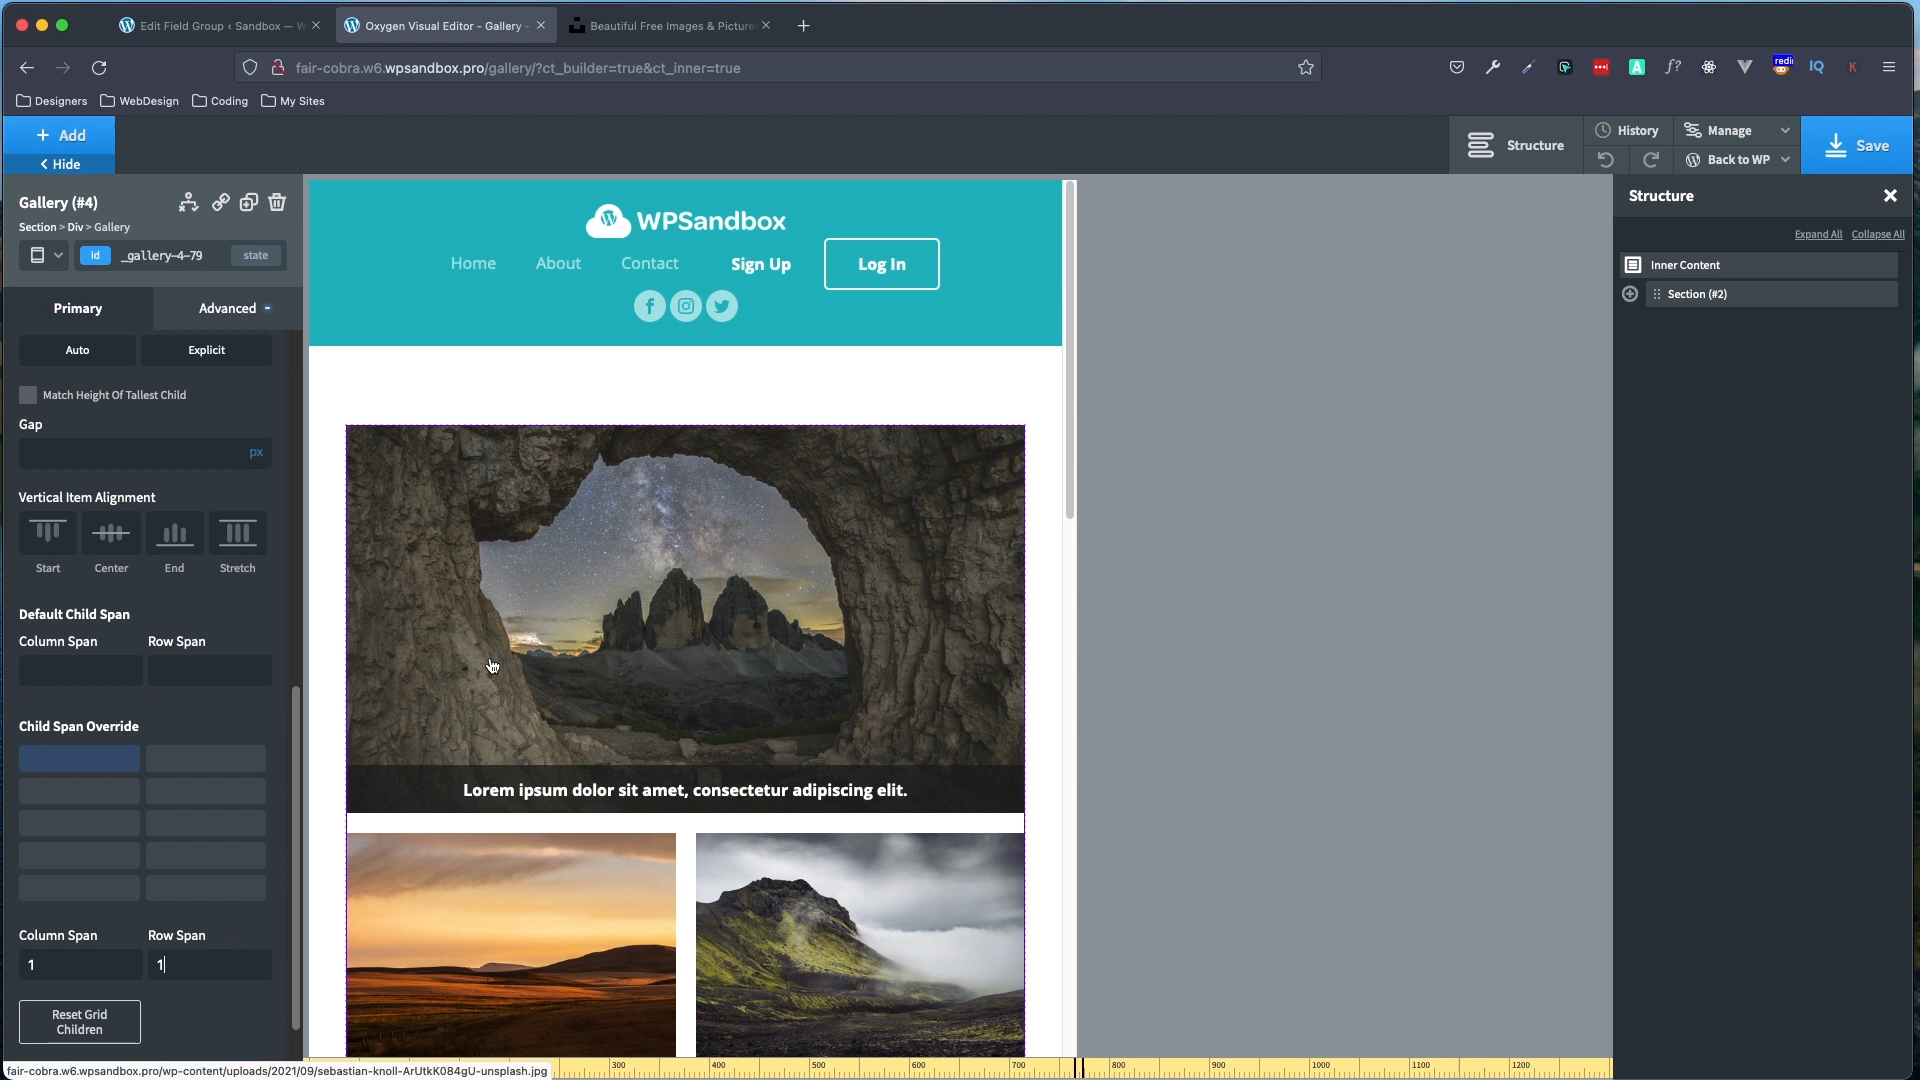 Edit Field Group ‹ Sandbox — W
Oxygen Visual Editor - Gallery -
Beautiful Free Images & Picture
fair-cobra.w6.wpsandbox.pro/gallery/?ct_builder=true&ct_inner=true
redi
A
f?
IQ
K
Designers
WebDesign
Coding
My Sites
+ Add
< Hide
Structure
History
Manage
Back to WP
Save
Gallery (#4)
Section > Div > Gallery
id
_gallery-4-79
state
Primary
Advanced
Auto
Explicit
Match Height Of Tallest Child
Gap
px
Vertical Item Alignment
Start
Center
End
Stretch
Default Child Span
Column Span
Row Span
Child Span Override
Column Span
Row Span
1
1
Reset Grid
Children
WPSandbox
Home
About
Contact
Sign Up
Log In
Lorem ipsum dolor sit amet, consectetur adipiscing elit.
Structure
Expand All
Collapse All
Inner Content
Section (#2)
fair-cobra.w6.wpsandbox.pro/wp-content/uploads/2021/09/sebastian-knoll-ArUtkK084gU-unsplash.jpg
300
400
500
600
700
800
900
1000
1100
1200